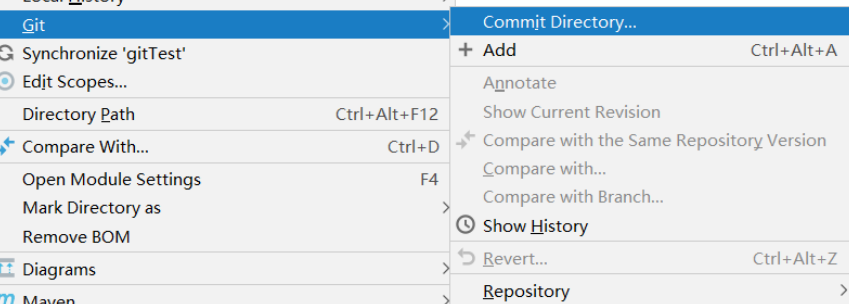 Local History
Git
Synchronize 'gitTest'
Edit Scopes...
Directory Path Ctrl+Alt+F12
Compare With... Ctrl+D
Open Module Settings F4
Mark Directory as
Remove BOM
Diagrams
Maven
Commit Directory...
Add Ctrl+Alt+A
Annotate
Show Current Revision
Compare with the Same Repository Version
Compare with...
Compare with Branch...
Show History
Revert... Ctrl+Alt+Z
Repository